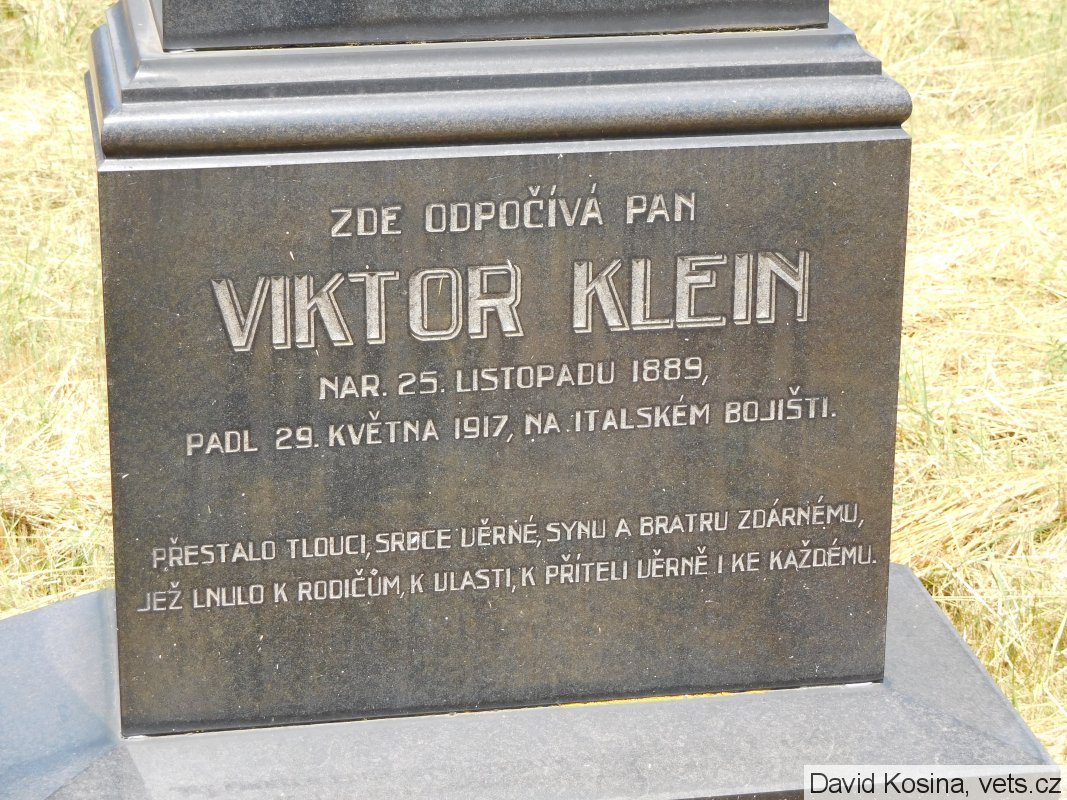 ZDE ODPOČÍVÁ PAN
VIKTOR KLEIN
NAR. 25. LISTOPADU 1889,
PADL 29. KVĚTNA 1917, NA ITALSKÉM BOJIŠTI.
PŘESTALO TLOUCI, SRDCE VĚRNÉ, SYNU A BRATRU ZDÁRNÉMU,
JEŽ LNULO K RODIČŮM, K VLASTI, K PŘÍTELI VĚRNĚ I KE KAŽDÉMU.
David Kosina, vets.cz